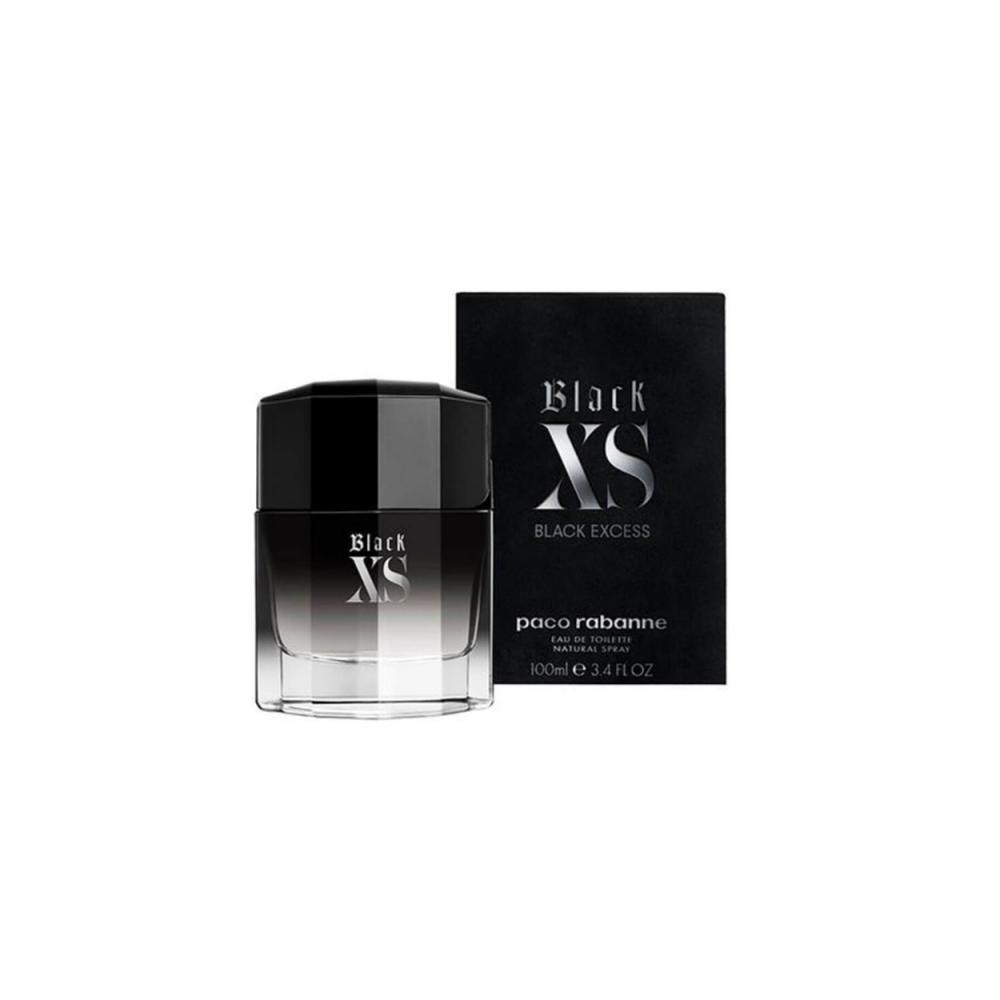 Black
XS
Black
XS
BLACK EXCESS
paco rabanne
EAU DE TOILETTE
NATURAL SPRAY
100ml ℮ 3.4 FL OZ